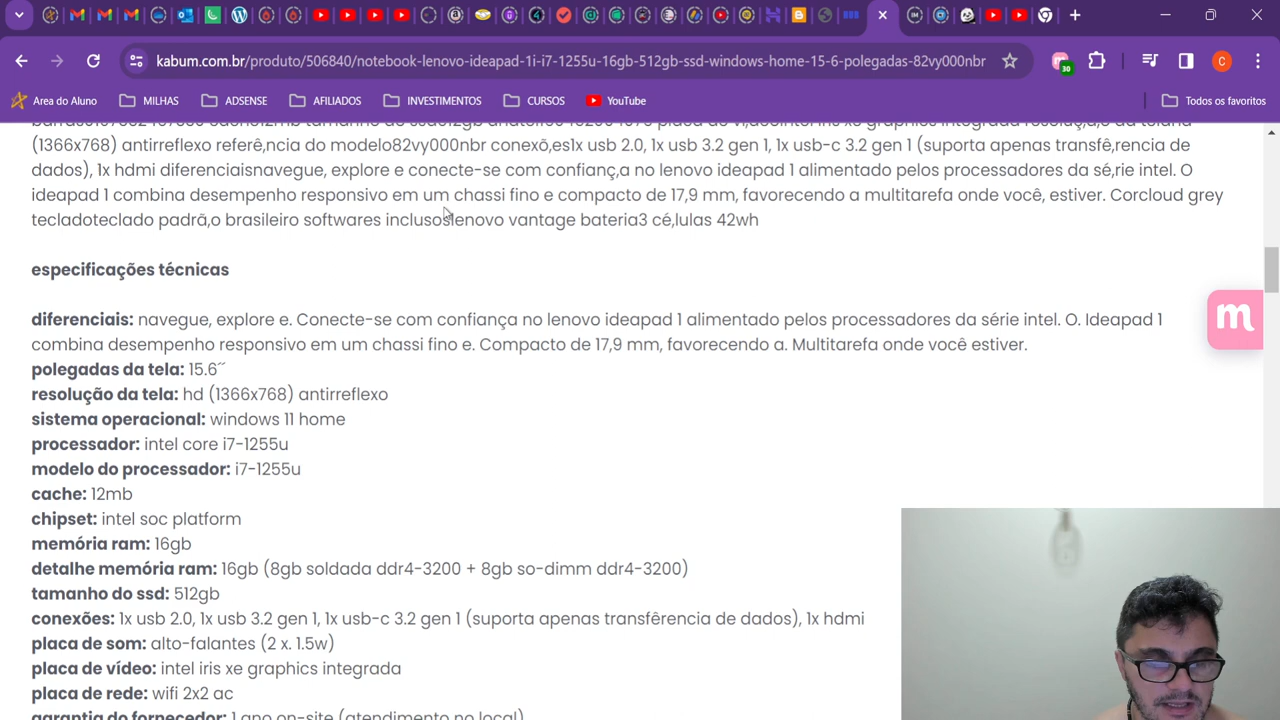 kabum.com.br/produto/506840/notebook-lenovo-ideapad-1i-i7-1255u-16gb-512gb-ssd-windows-home-15-6-polegadas-82vy000nbr
30
C
Area do Aluno MILHAS ADSENSE AFILIADOS INVESTIMENTOS CURSOS YouTube Todos os favoritos
(1366x768) antirreflexo referê,ncia do modelo82vy000nbr conexõ,es1x usb 2.0, 1x usb 3.2 gen 1, 1x usb-c 3.2 gen 1 (suporta apenas transfê,rencia de
dados), 1x hdmi diferenciaisnavegue, explore e conecte-se com confianç,a no lenovo ideapad 1 alimentado pelos processadores da sé,rie intel. O
ideapad 1 combina desempenho responsivo em um chassi fino e compacto de 17,9 mm, favorecendo a multitarefa onde você, estiver. Corcloud grey
tecladoteclado padrã,o brasileiro softwares inclusoslenovo vantage bateria3 cé,lulas 42wh
especificações técnicas
diferenciais: navegue, explore e. Conecte-se com confiança no lenovo ideapad 1 alimentado pelos processadores da série intel. O. Ideapad 1
combina desempenho responsivo em um chassi fino e. Compacto de 17,9 mm, favorecendo a. Multitarefa onde você estiver.
polegadas da tela: 15.6´´
resolução da tela: hd (1366x768) antirreflexo
sistema operacional: windows 11 home
processador: intel core i7-1255u
modelo do processador: i7-1255u
cache: 12mb
chipset: intel soc platform
memória ram: 16gb
detalhe memória ram: 16gb (8gb soldada ddr4-3200 + 8gb so-dimm ddr4-3200)
tamanho do ssd: 512gb
conexões: 1x usb 2.0, 1x usb 3.2 gen 1, 1x usb-c 3.2 gen 1 (suporta apenas transfêrencia de dados), 1x hdmi
placa de som: alto-falantes (2 x. 1.5w)
placa de vídeo: intel iris xe graphics integrada
placa de rede: wifi 2x2 ac
garantia do fornecedor: 1 ano on-site (atendimento no local)
m